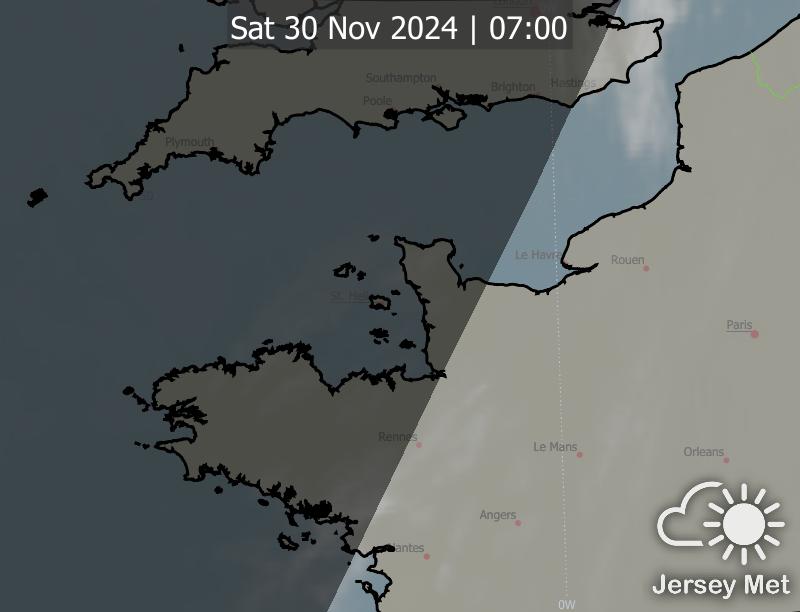 London
Sat 30 Nov 2024 | 07:00
Southampton
Brighton
Hastings
Poole
Plymouth
Le Havre
Rouen
St. Helier
Paris
Rennes
Le Mans
Orleans
Angers
Nantes
Jersey Met
0W